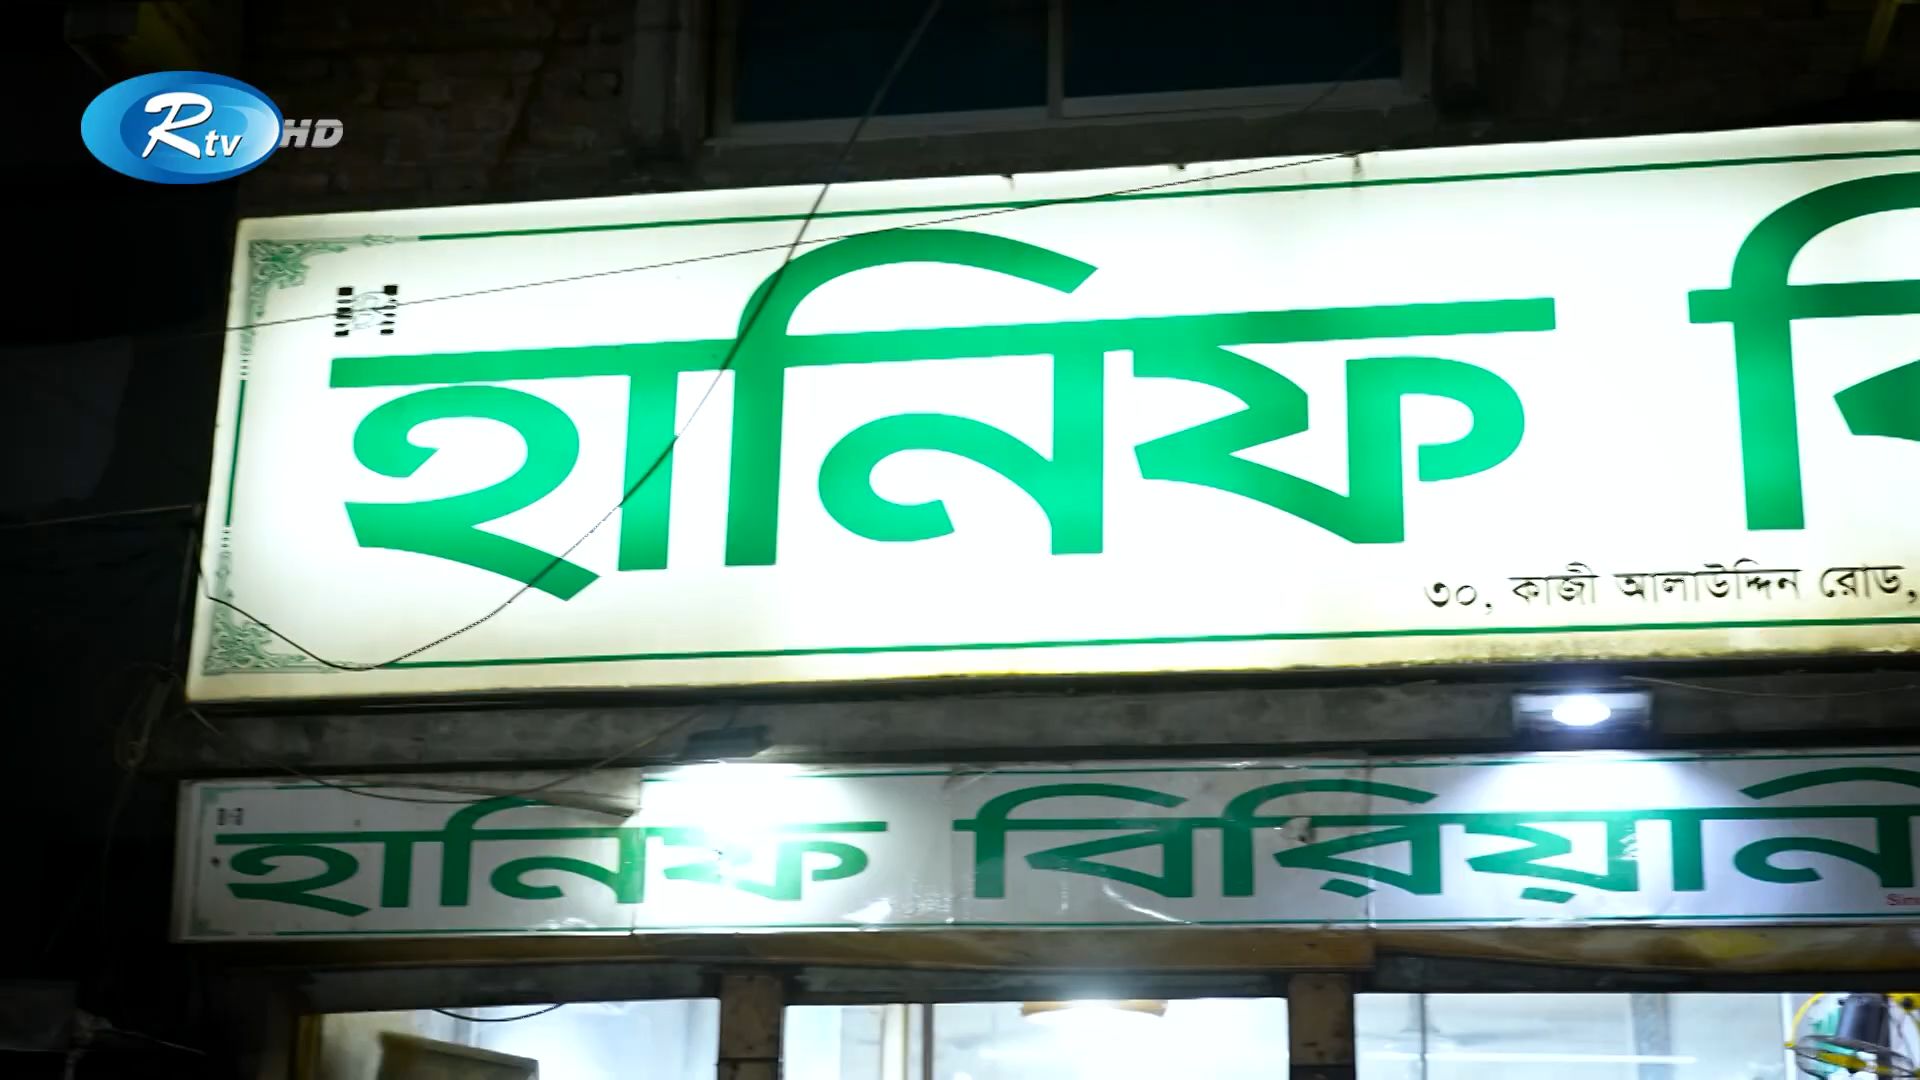 Rtv HD
হানিফ বি
৩০, কাজী আলাউদ্দিন রোড,
হানিফ বিরিয়ানী